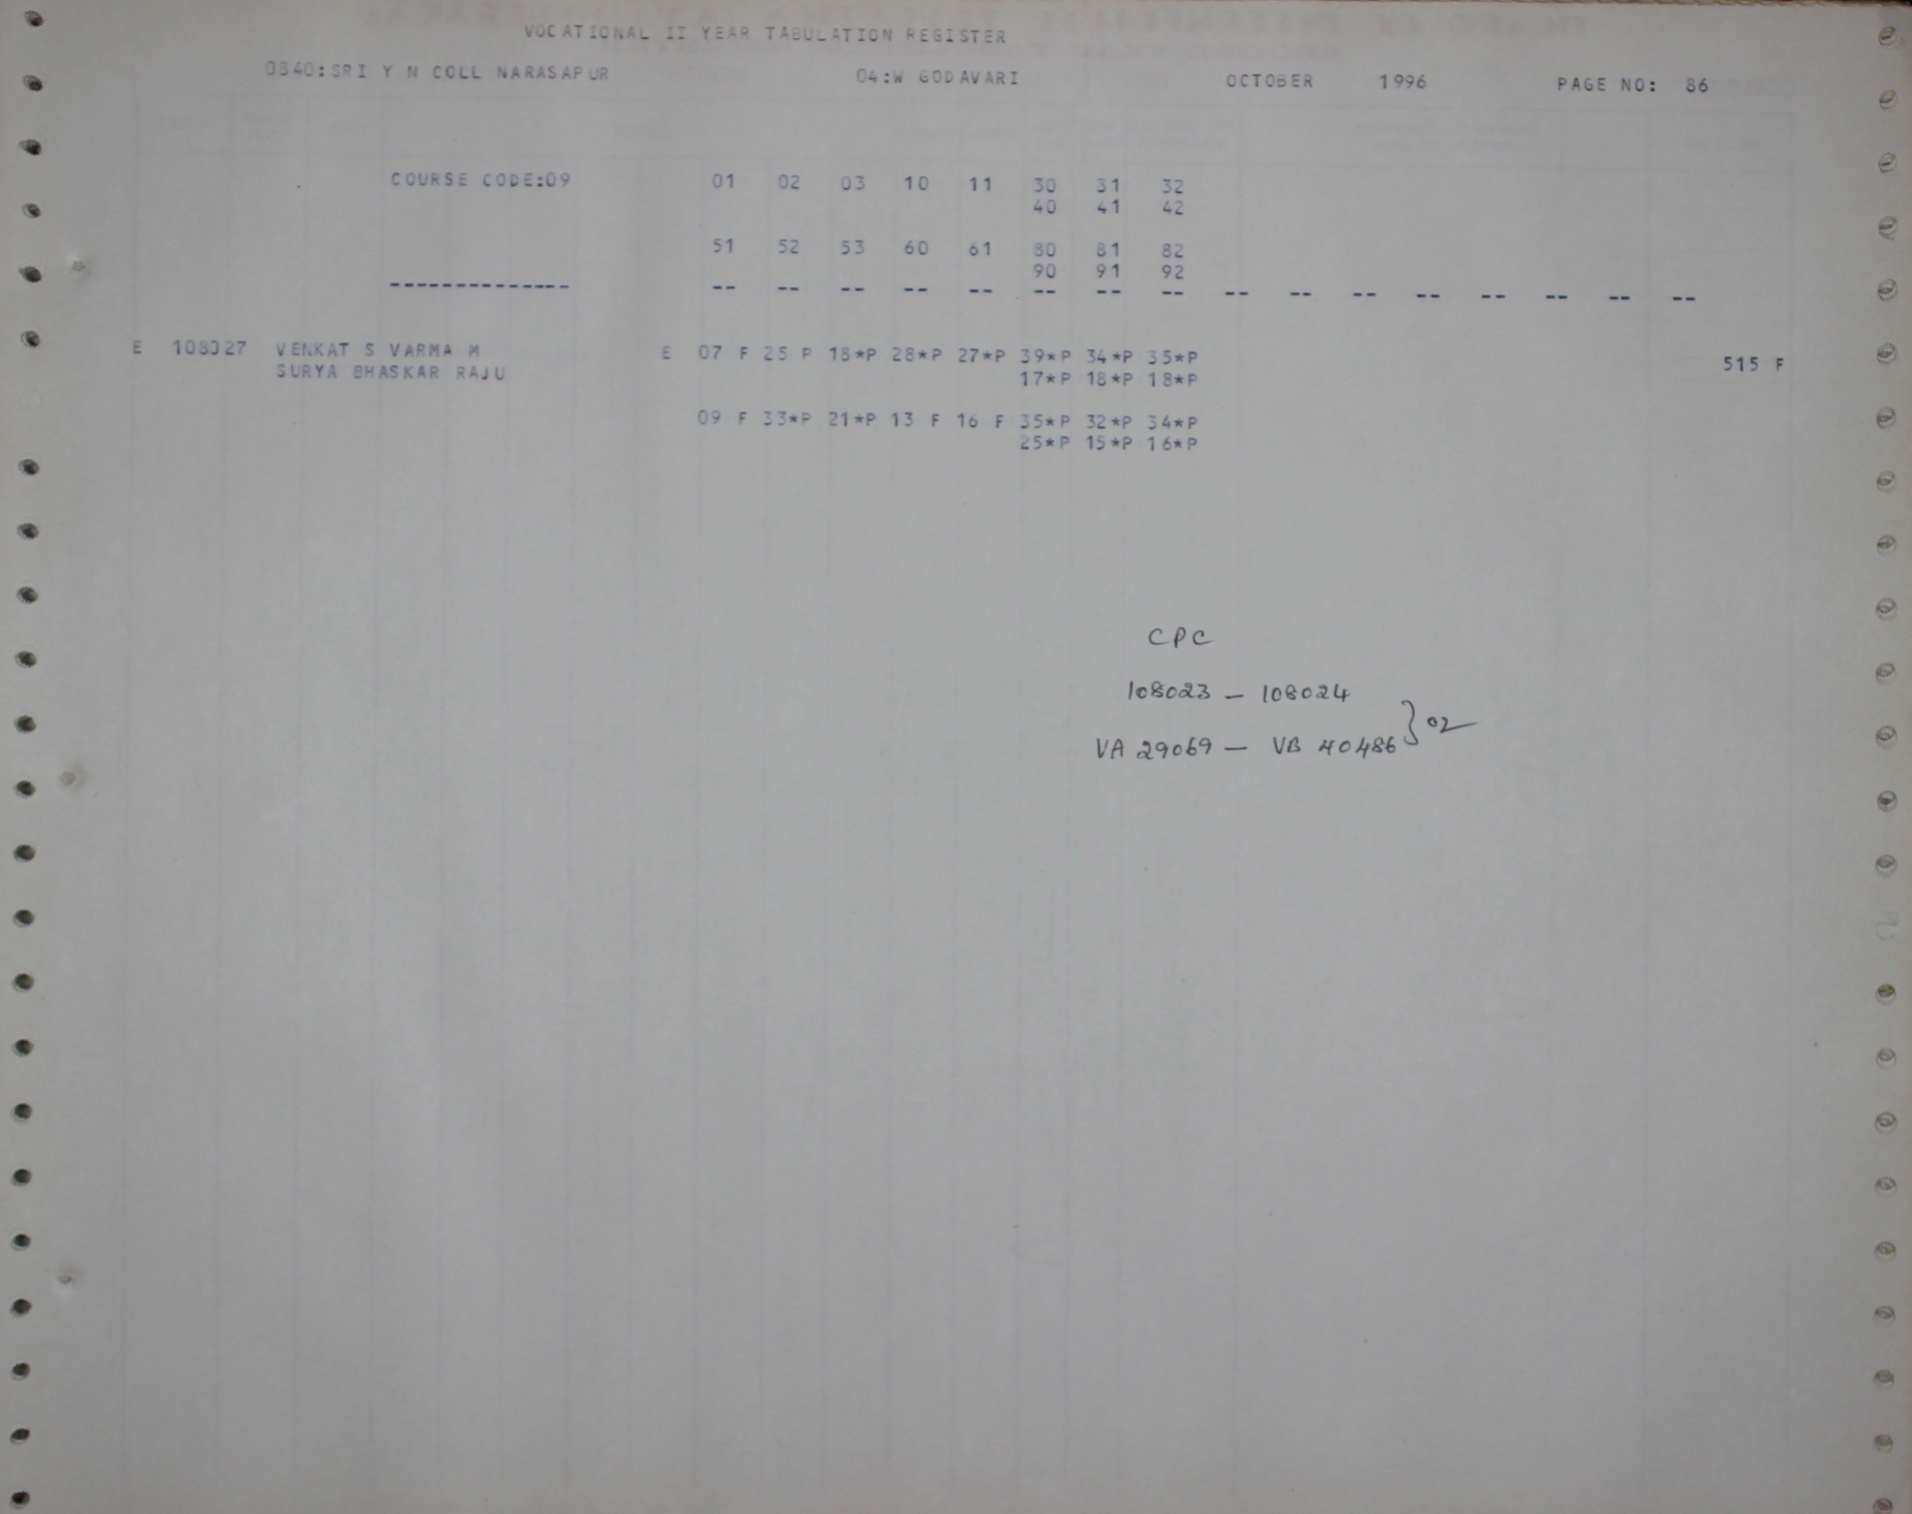 VOCATIONAL II YEAR TABULATION REGISTER
0840:SRI Y N COLL NARASAPUR 04:W GODAVARI OCTOBER 1996 PAGE NO: 86
COURSE CODE:09 01 02 03 10 11 30 31 32
40 41 42
51 52 53 60 61 80 81 82
90 91 92
-------------- -- -- -- -- -- -- -- -- -- -- -- -- -- -- -- --
E 108027 VENKAT S VARMA M E 07 F 25 P 18*P 28*P 27*P 39*P 34*P 35*P 515 F
SURYA BHASKAR RAJU 17*P 18*P 18*P
09 F 33*P 21*P 13 F 16 F 35*P 32*P 34*P
25*P 15*P 16*P
CPC
108023 – 108024
VA 29069 – VB 40486 } 02